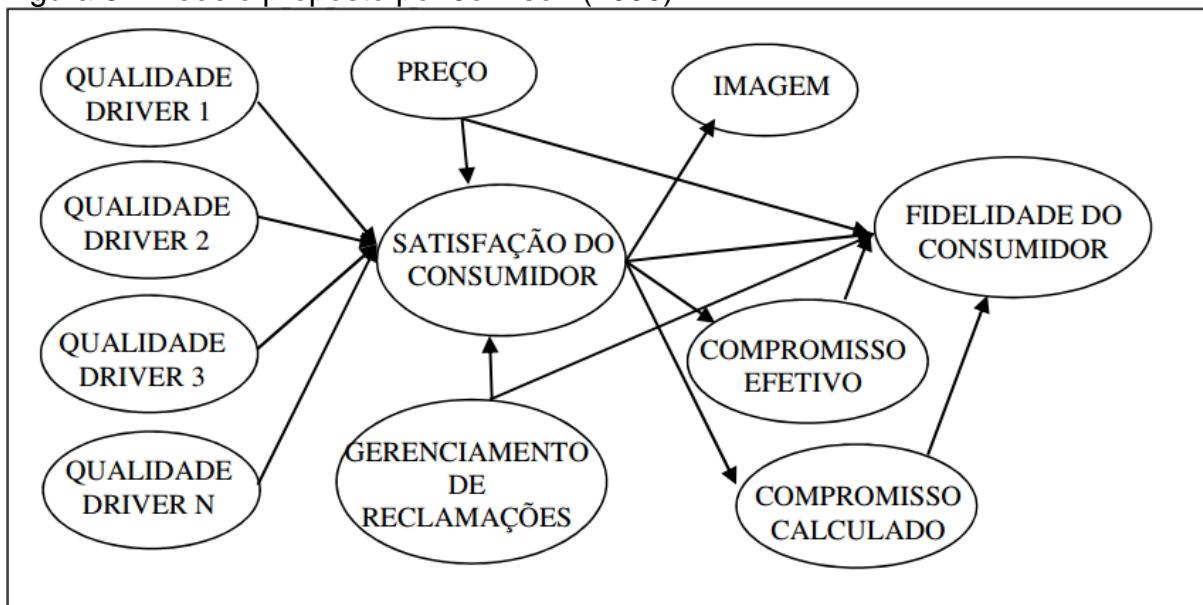 QUALIDADE
DRIVER 1
PREÇO
IMAGEM
QUALIDADE
DRIVER 2
SATISFAÇÃO DO
CONSUMIDOR
FIDELIDADE DO
CONSUMIDOR
QUALIDADE
DRIVER 3
COMPROMISSO
EFETIVO
GERENCIAMENTO
DE
RECLAMAÇÕES
QUALIDADE
DRIVER N
COMPROMISSO
CALCULADO